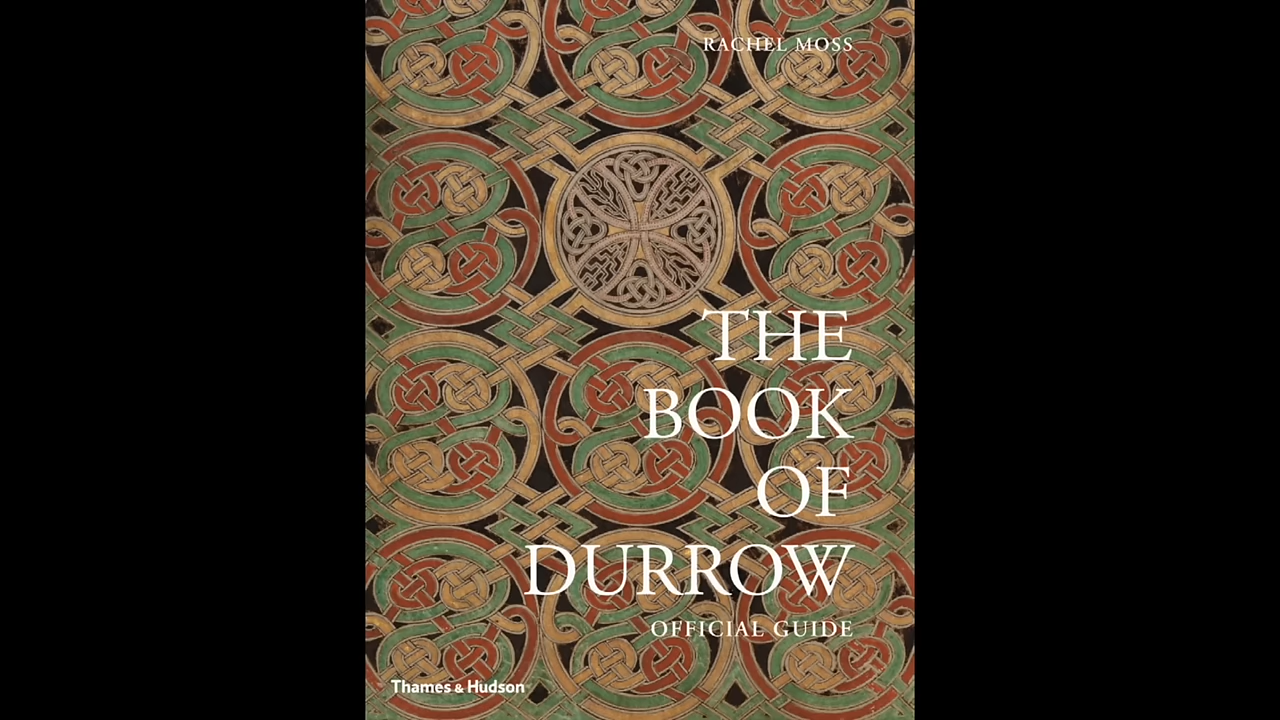 RACHEL MOSS
THE
BOOK
OF
DURROW
OFFICIAL GUIDE
Thames & Hudson